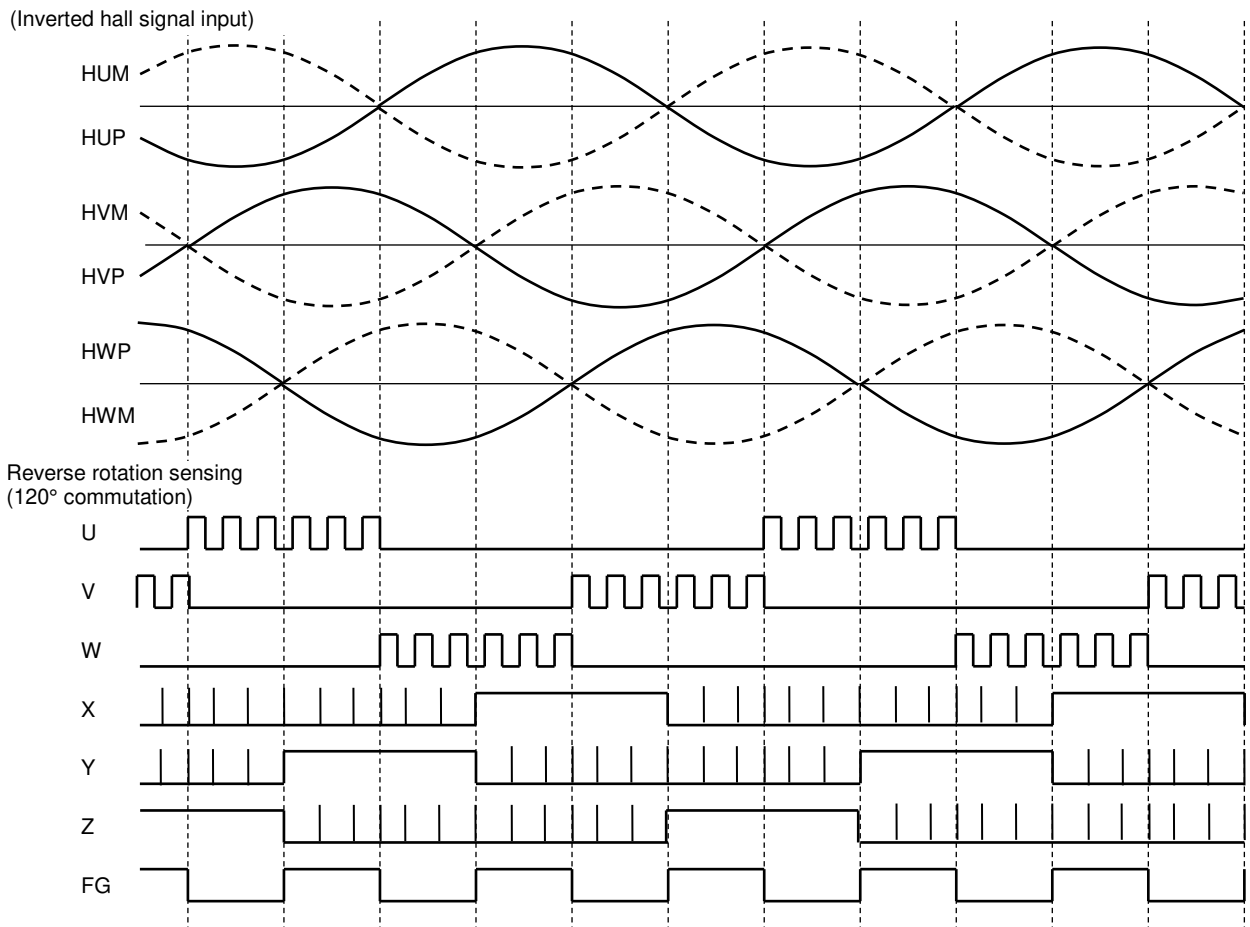 (Inverted hall signal input)
HUM
HUP
HVM
HVP
HWP
HWM
Reverse rotation sensing
(120° commutation)
U
V
W
X
Y
Z
FG